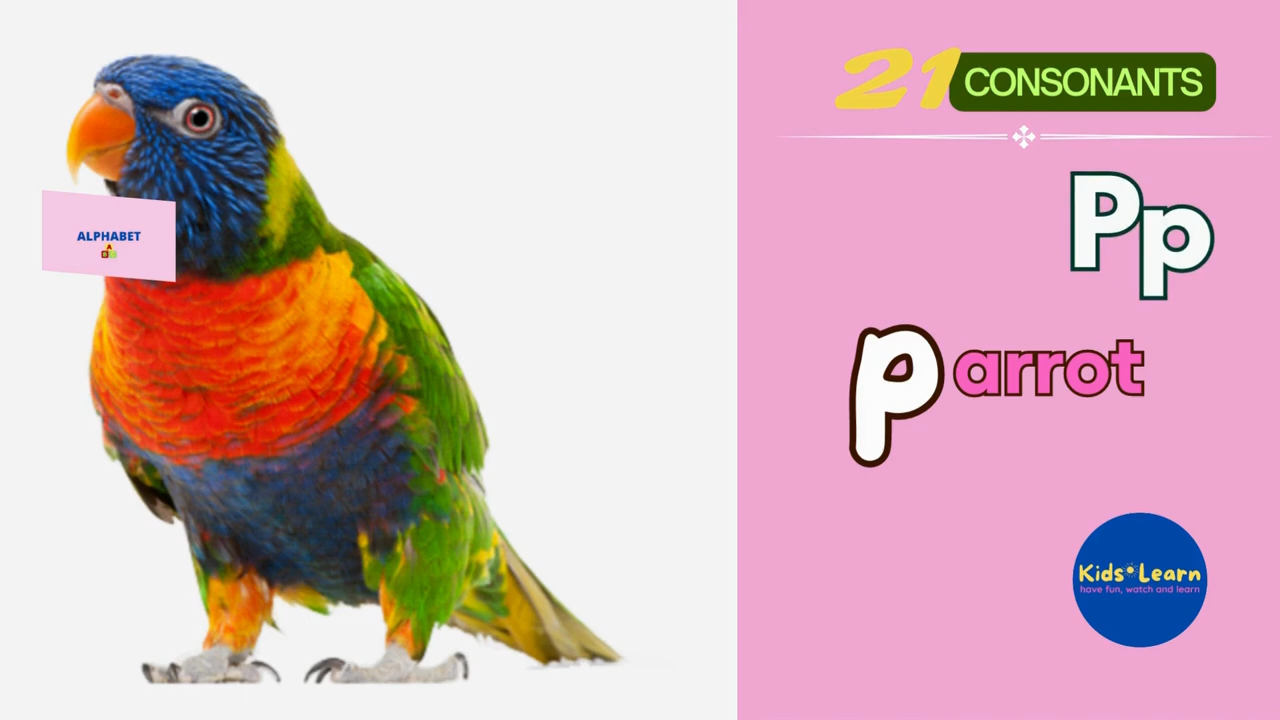 21 CONSONANTS
Pp
parrot
ALPHABET
A
B
Kids Learn
have fun, watch and learn